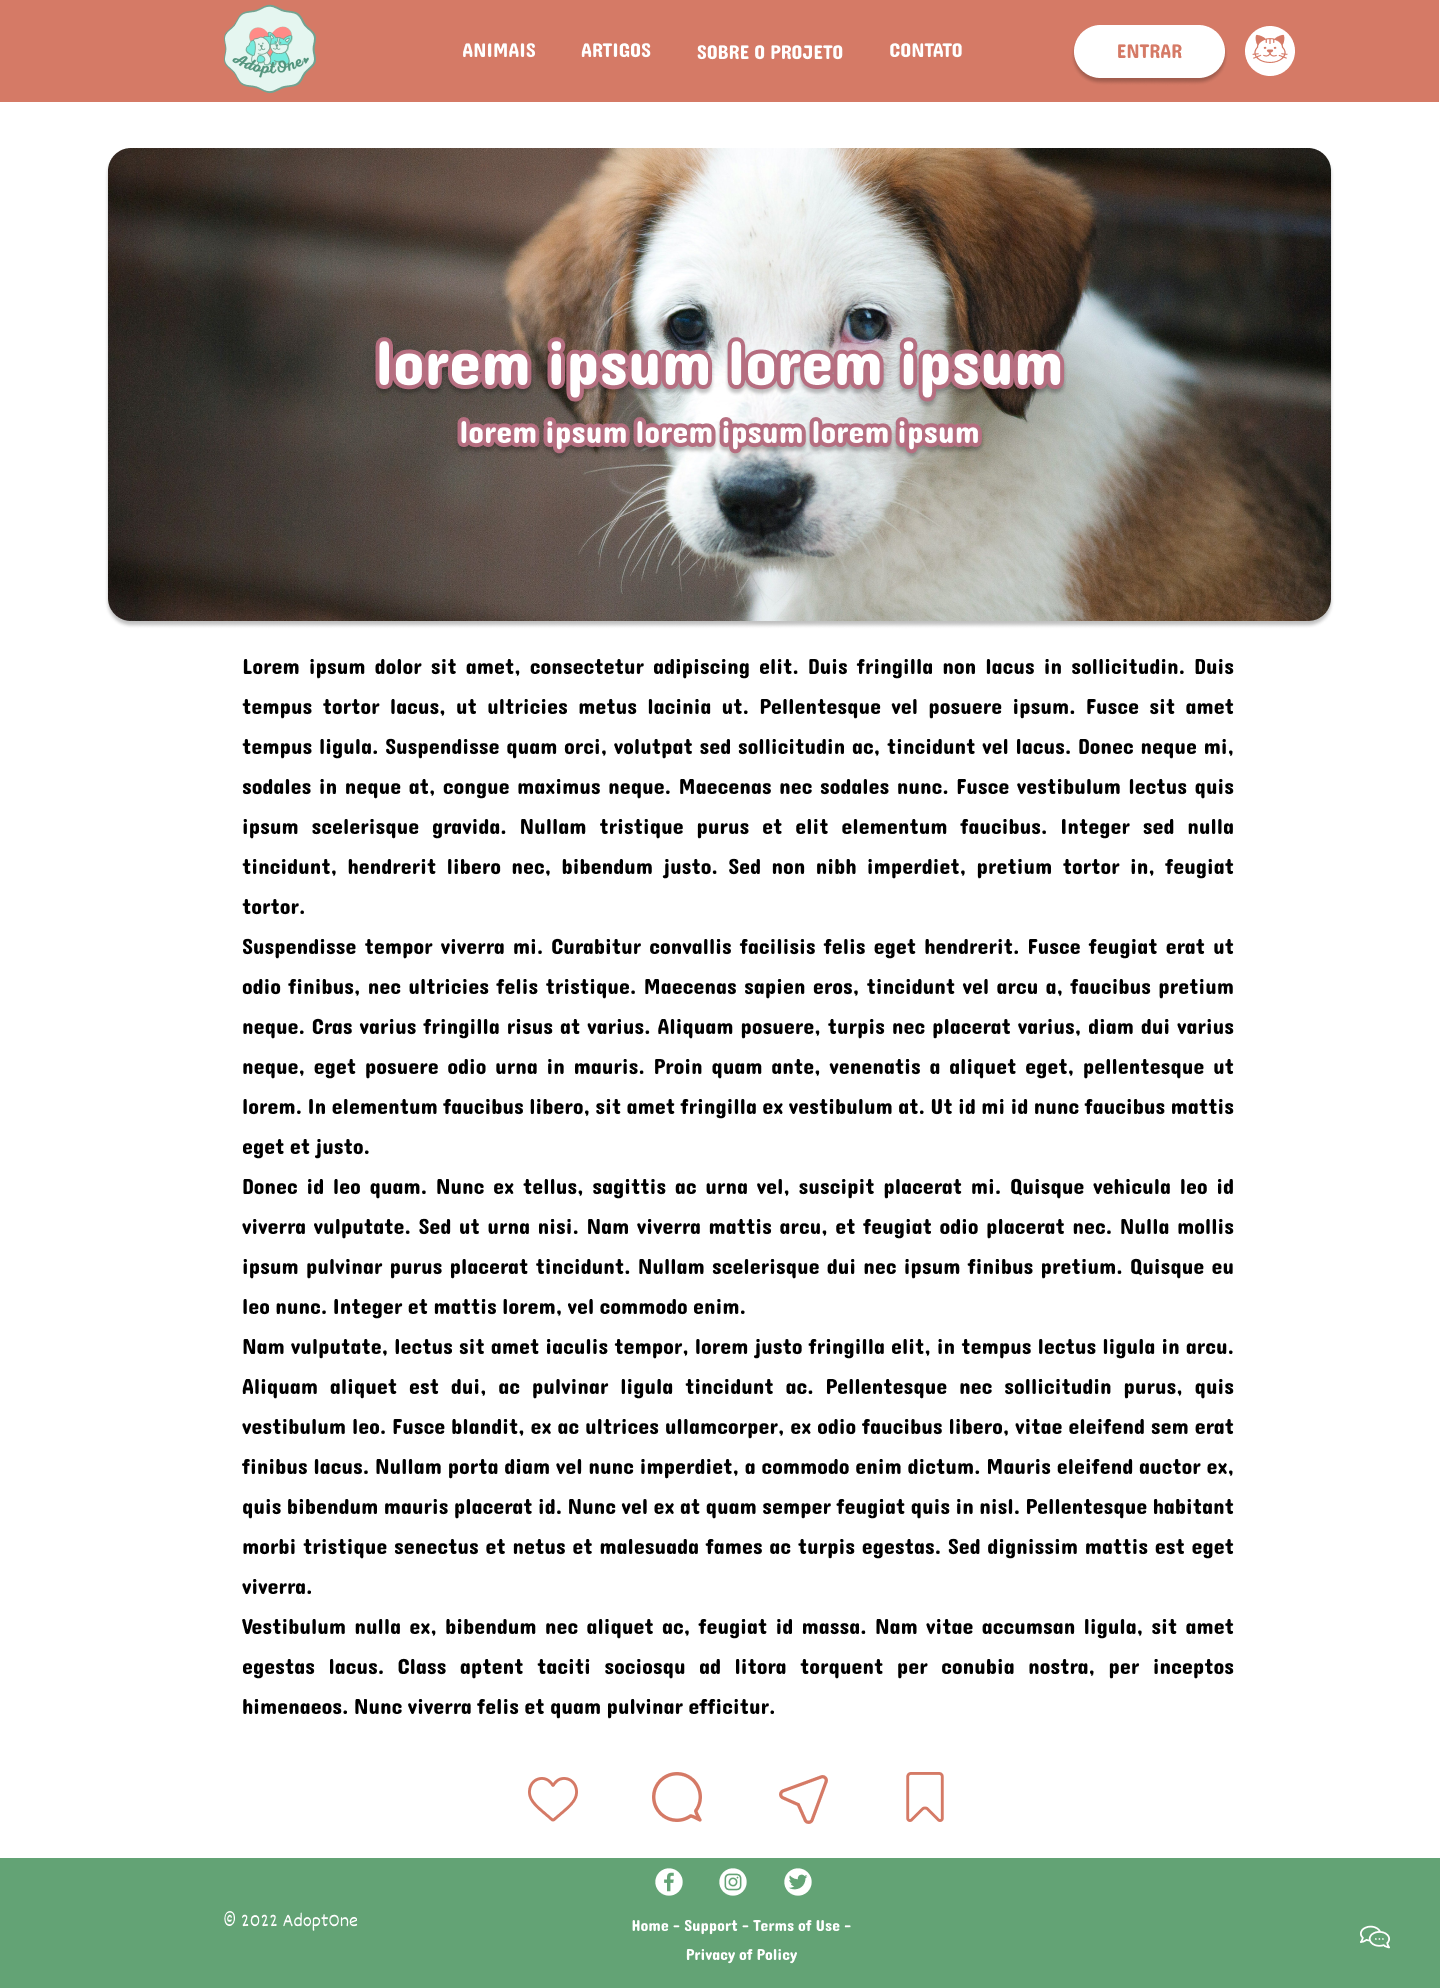 AdoptOne
ANIMAIS
ARTIGOS
SOBRE O PROJETO
CONTATO
ENTRAR
lorem ipsum lorem ipsum
lorem ipsum lorem ipsum lorem ipsum
Lorem ipsum dolor sit amet, consectetur adipiscing elit. Duis fringilla non lacus in sollicitudin. Duis
tempus tortor lacus, ut ultricies metus lacinia ut. Pellentesque vel posuere ipsum. Fusce sit amet
tempus ligula. Suspendisse quam orci, volutpat sed sollicitudin ac, tincidunt vel lacus. Donec neque mi,
sodales in neque at, congue maximus neque. Maecenas nec sodales nunc. Fusce vestibulum lectus quis
ipsum scelerisque gravida. Nullam tristique purus et elit elementum faucibus. Integer sed nulla
tincidunt, hendrerit libero nec, bibendum justo. Sed non nibh imperdiet, pretium tortor in, feugiat
tortor.
Suspendisse tempor viverra mi. Curabitur convallis facilisis felis eget hendrerit. Fusce feugiat erat ut
odio finibus, nec ultricies felis tristique. Maecenas sapien eros, tincidunt vel arcu a, faucibus pretium
neque. Cras varius fringilla risus at varius. Aliquam posuere, turpis nec placerat varius, diam dui varius
neque, eget posuere odio urna in mauris. Proin quam ante, venenatis a aliquet eget, pellentesque ut
lorem. In elementum faucibus libero, sit amet fringilla ex vestibulum at. Ut id mi id nunc faucibus mattis
eget et justo.
Donec id leo quam. Nunc ex tellus, sagittis ac urna vel, suscipit placerat mi. Quisque vehicula leo id
viverra vulputate. Sed ut urna nisi. Nam viverra mattis arcu, et feugiat odio placerat nec. Nulla mollis
ipsum pulvinar purus placerat tincidunt. Nullam scelerisque dui nec ipsum finibus pretium. Quisque eu
leo nunc. Integer et mattis lorem, vel commodo enim.
Nam vulputate, lectus sit amet iaculis tempor, lorem justo fringilla elit, in tempus lectus ligula in arcu.
Aliquam aliquet est dui, ac pulvinar ligula tincidunt ac. Pellentesque nec sollicitudin purus, quis
vestibulum leo. Fusce blandit, ex ac ultrices ullamcorper, ex odio faucibus libero, vitae eleifend sem erat
finibus lacus. Nullam porta diam vel nunc imperdiet, a commodo enim dictum. Mauris eleifend auctor ex,
quis bibendum mauris placerat id. Nunc vel ex at quam semper feugiat quis in nisl. Pellentesque habitant
morbi tristique senectus et netus et malesuada fames ac turpis egestas. Sed dignissim mattis est eget
viverra.
Vestibulum nulla ex, bibendum nec aliquet ac, feugiat id massa. Nam vitae accumsan ligula, sit amet
egestas lacus. Class aptent taciti sociosqu ad litora torquent per conubia nostra, per inceptos
himenaeos. Nunc viverra felis et quam pulvinar efficitur.
© 2022 AdoptOne
Home - Support - Terms of Use -
Privacy of Policy